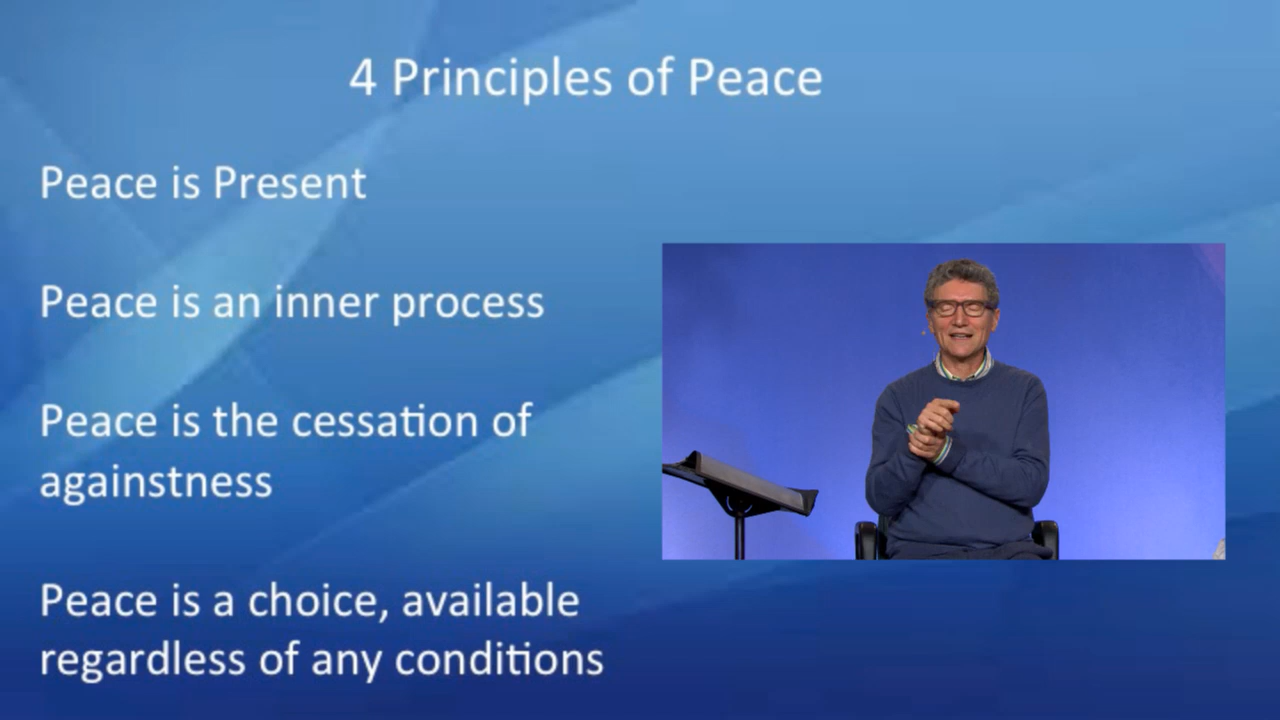 4 Principles of Peace
Peace is Present
Peace is an inner process
Peace is the cessation of
againstness
Peace is a choice, available
regardless of any conditions